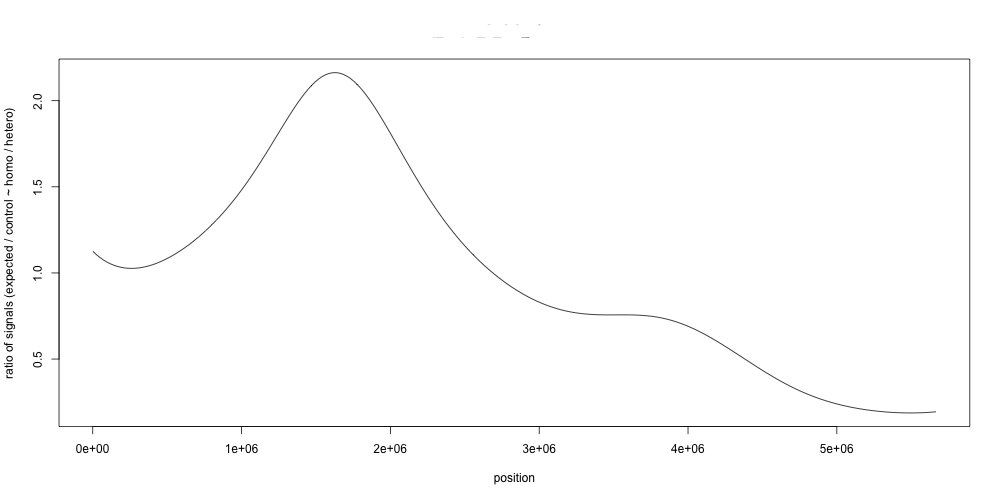 ratio of signals (expected / control ~ homo / hetero)
2.0
1.5
1.0
0.5
0e+00 1e+06 2e+06 3e+06 4e+06 5e+06
position